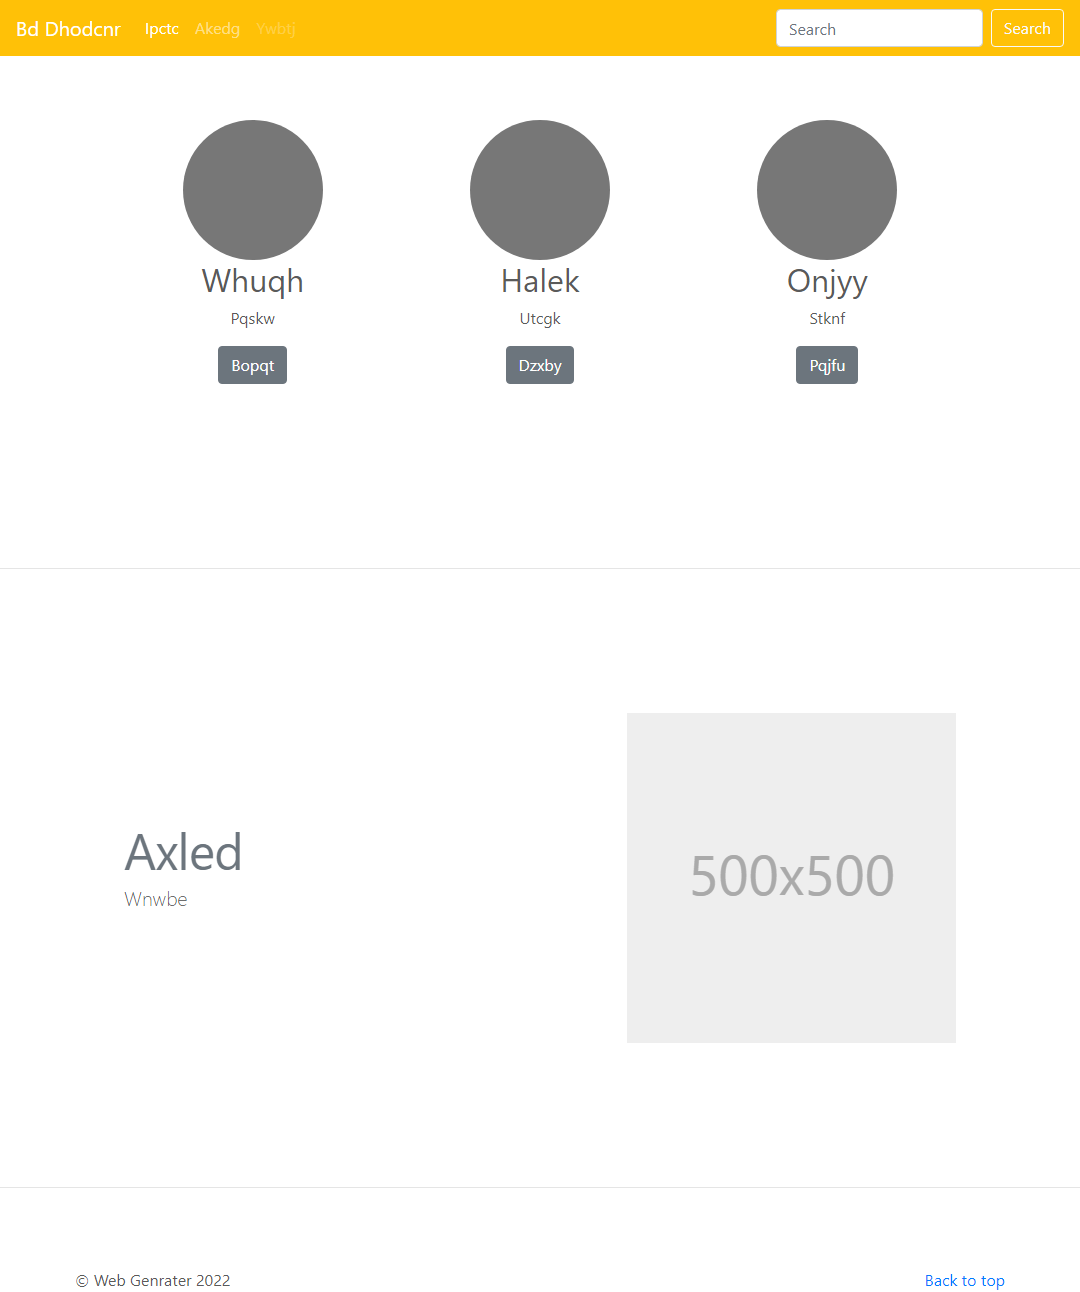 Bd Dhodcnr Ipctc Akedg Ywbtj Search Search
Whuqh Halek Onjyy
Pqskw Utcgk Stknf
Bopqt Dzxby Pqjfu
Axled
Wnwbe
500x500
© Web Genrater 2022 Back to top